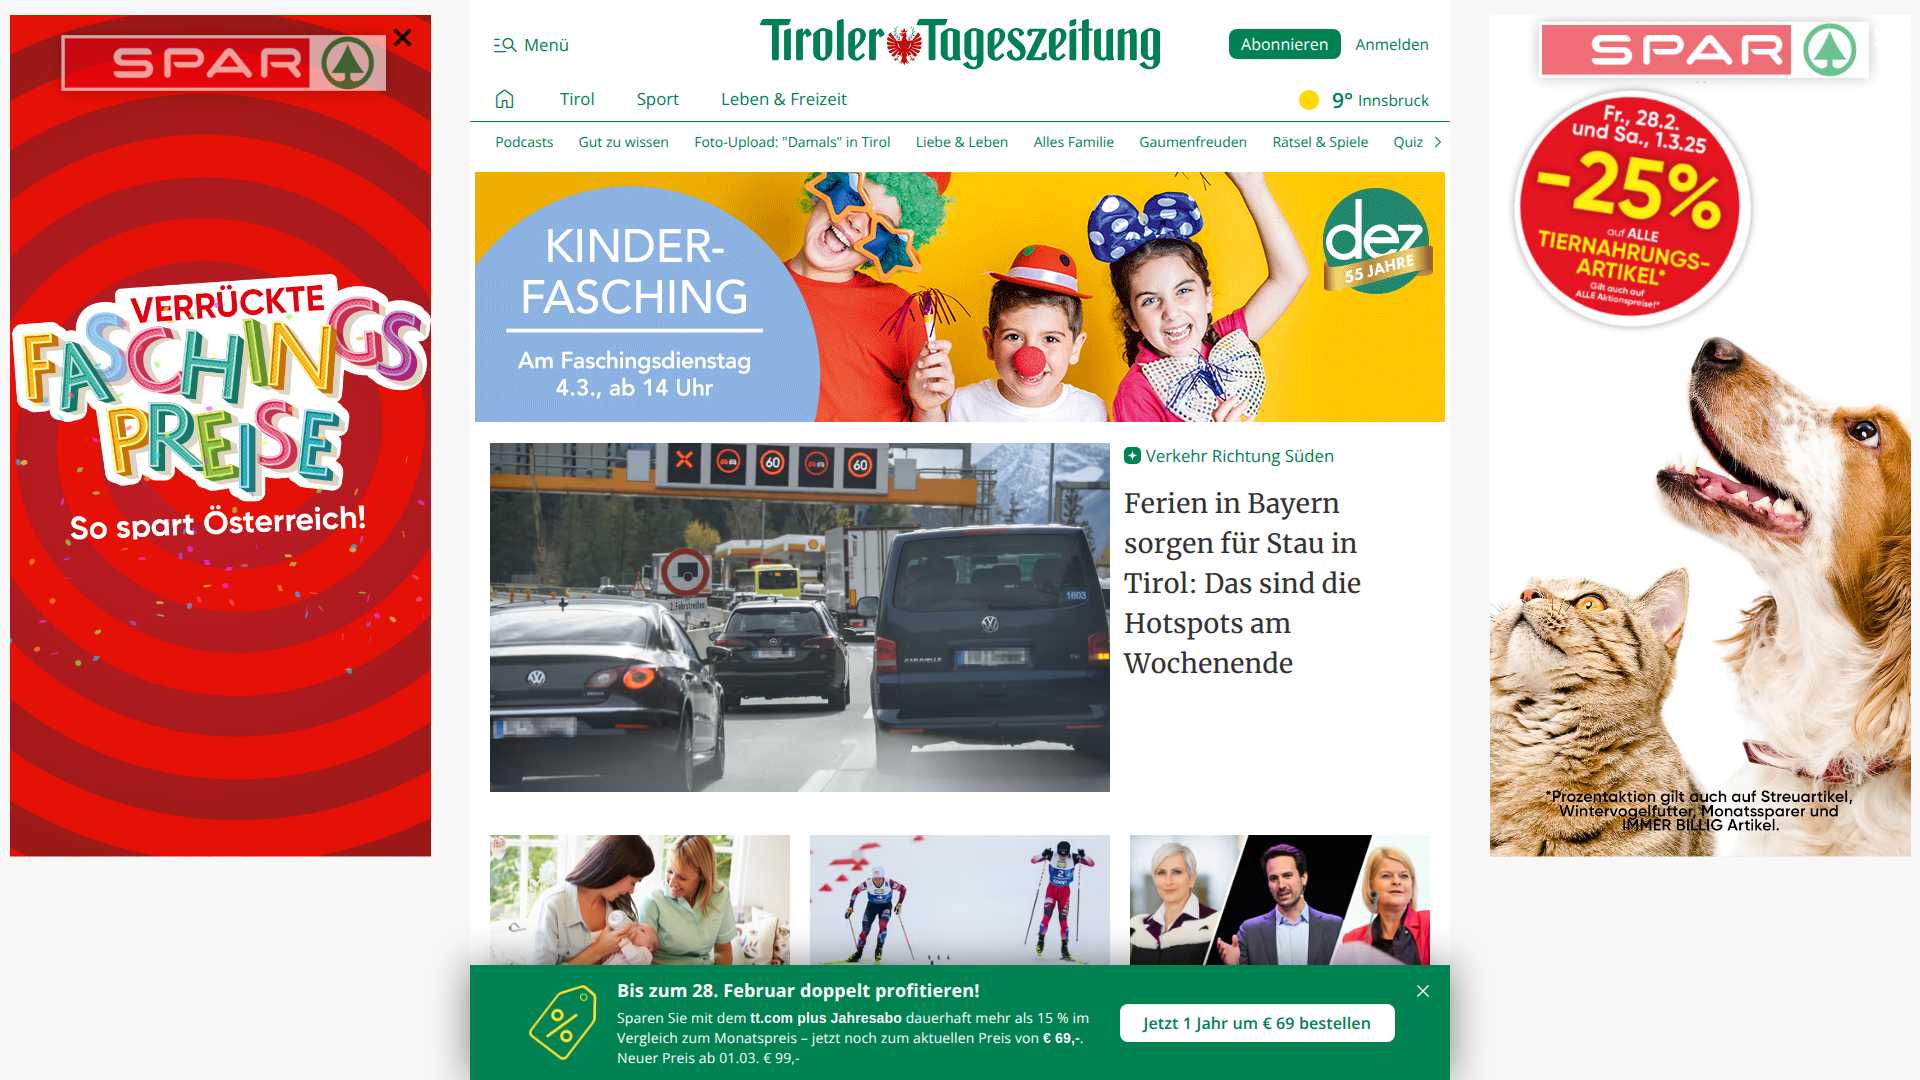 SPAR
VERRÜCKTE
FASCHINGS
PREISE
So spart Österreich!
Menü
Tiroler Tageszeitung
Abonnieren
Anmelden
Tirol
Sport
Leben & Freizeit
9° Innsbruck
Podcasts
Gut zu wissen
Foto-Upload: "Damals" in Tirol
Liebe & Leben
Alles Familie
Gaumenfreuden
Rätsel & Spiele
Quiz
KINDER-
FASCHING
Am Faschingsdienstag
4.3., ab 14 Uhr
dez
55 JAHRE
60
60
2. Fahrstreifen
1603
CARAVELLE
Verkehr Richtung Süden
Ferien in Bayern
sorgen für Stau in
Tirol: Das sind die
Hotspots am
Wochenende
2
Bis zum 28. Februar doppelt profitieren!
Sparen Sie mit dem tt.com plus Jahresabo dauerhaft mehr als 15 % im
Vergleich zum Monatspreis – jetzt noch zum aktuellen Preis von € 69,-.
Neuer Preis ab 01.03. € 99,-
Jetzt 1 Jahr um € 69 bestellen
SPAR
Fr., 28.2.
und Sa., 1.3.25
-25%
auf ALLE
TIERNAHRUNGS-
ARTIKEL*
Gilt auch auf
ALLE Aktionspreise!*
*Prozentaktion gilt auch auf Streuartikel,
Wintervogelfutter, Monatssparer und
IMMER BILLIG Artikel.